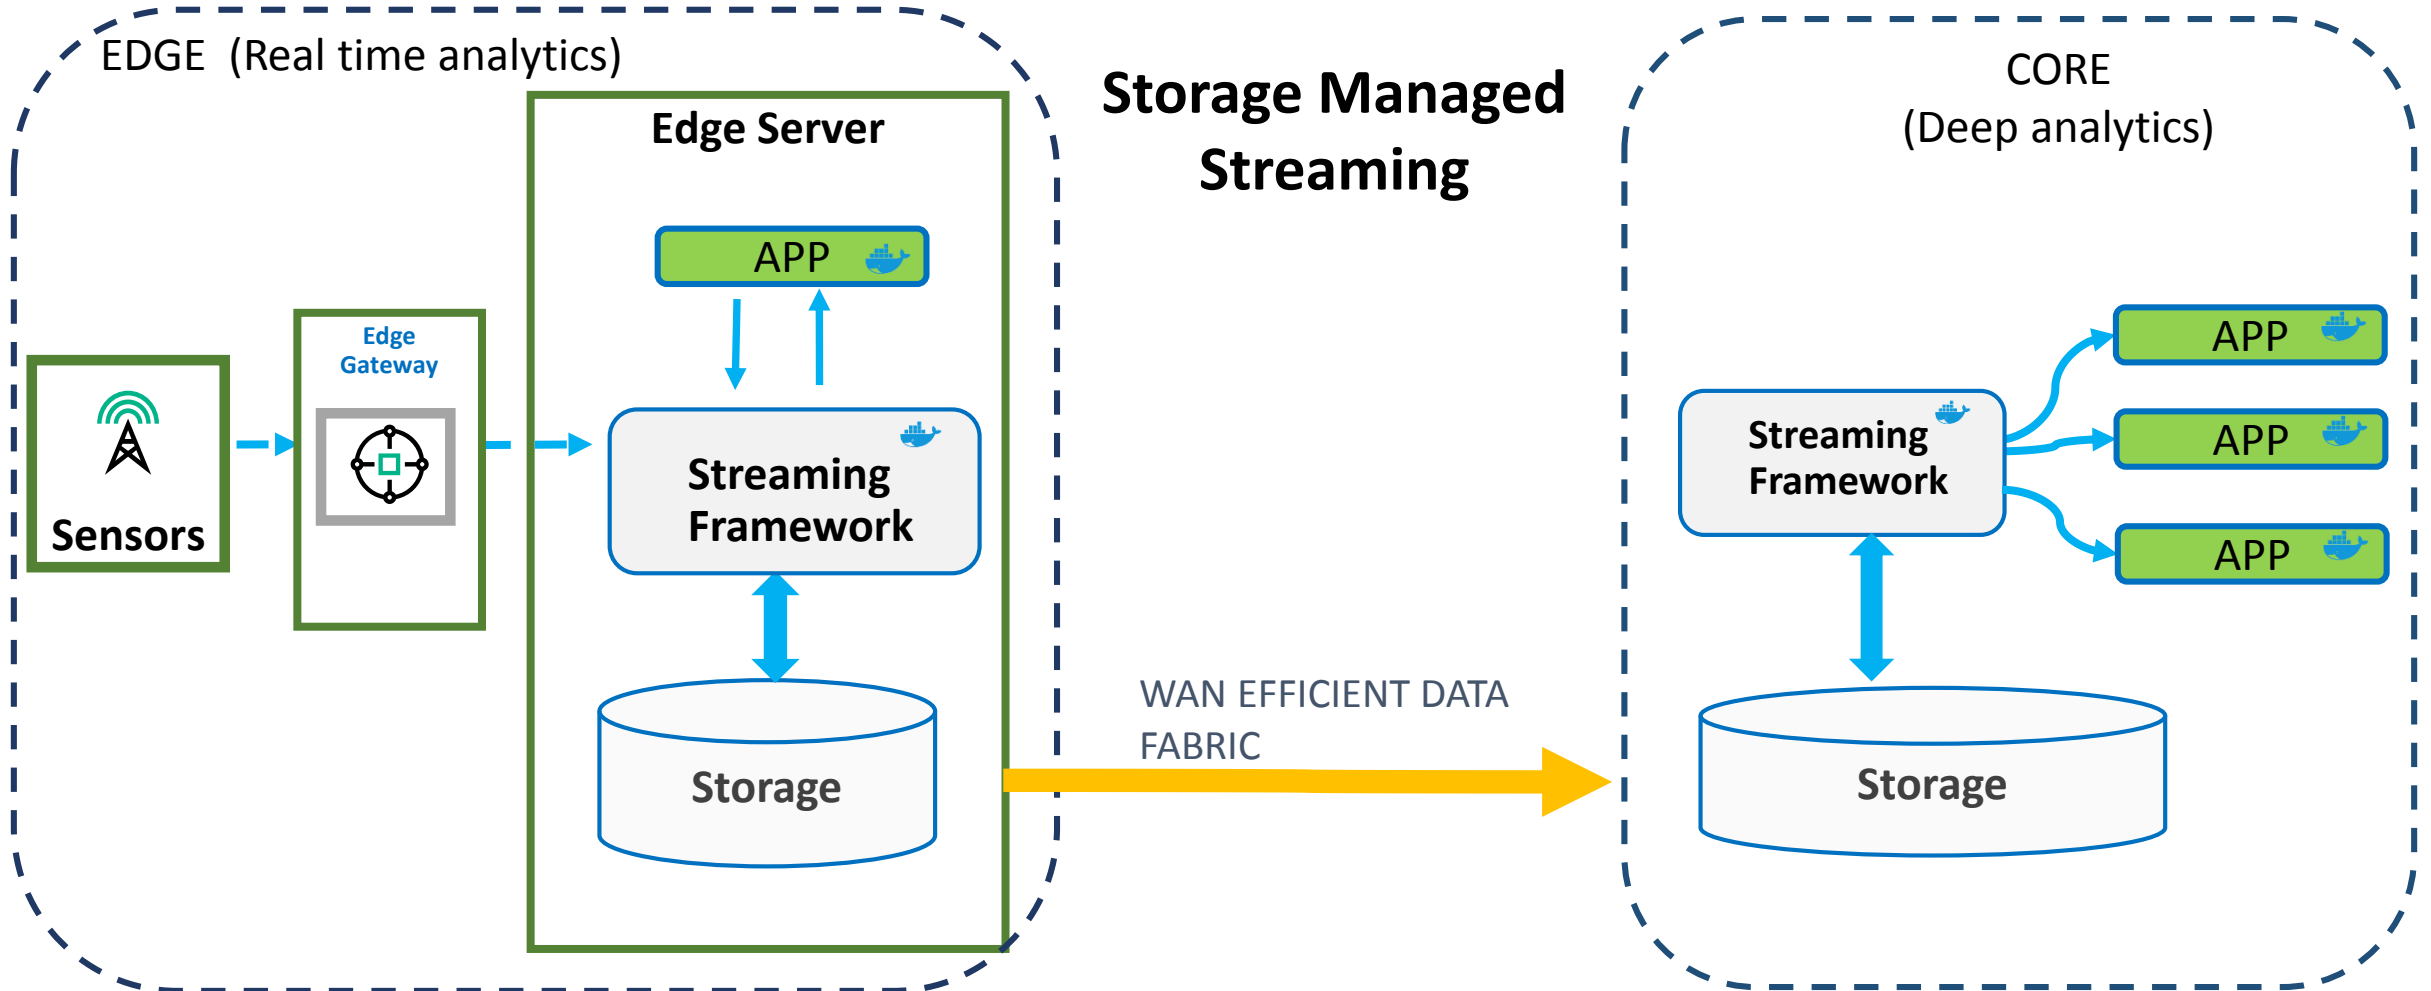 EDGE  (Real time analytics)
Storage Managed
Streaming
CORE
(Deep analytics)
Edge Server
APP
Edge
Gateway
Sensors
Streaming
Framework
Storage
WAN EFFICIENT DATA
FABRIC
Streaming
Framework
APP
APP
APP
Storage